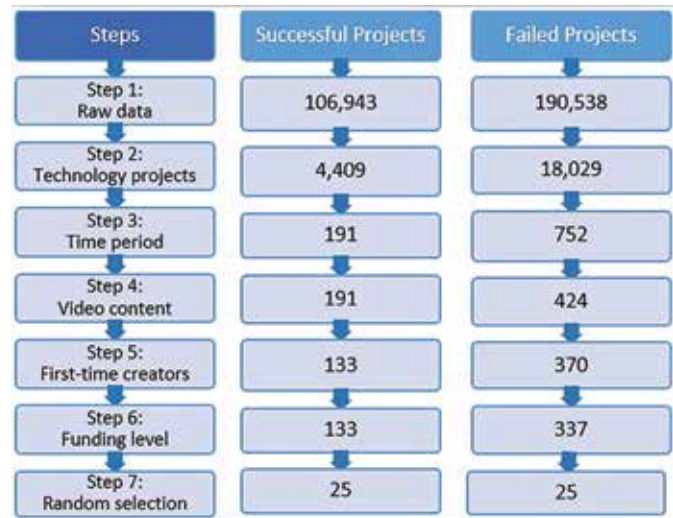 Steps
Successful Projects
Failed Projects
Step 1:
Raw data
106,943
190,538
Step 2:
Technology projects
4,409
18,029
Step 3:
Time period
191
752
Step 4:
Video content
191
424
Step 5:
First-time creators
133
370
Step 6:
Funding level
133
337
Step 7:
Random selection
25
25